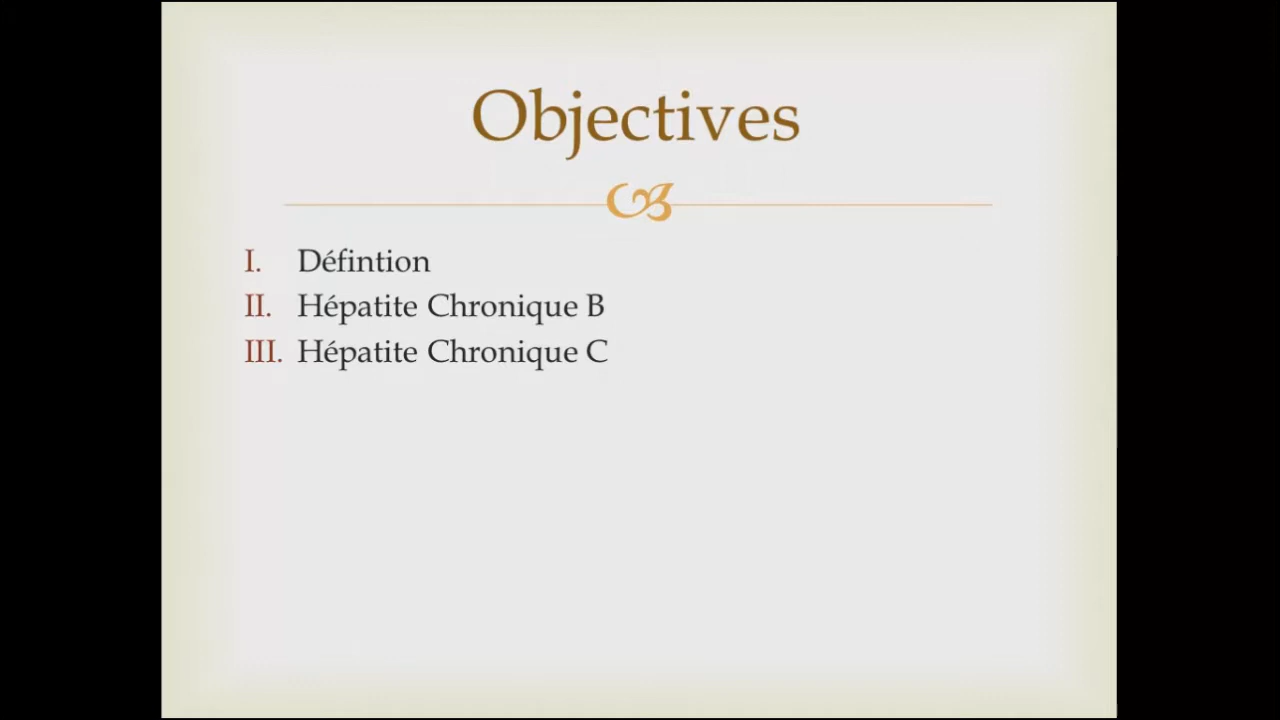 Objectives
I. Défintion
II. Hépatite Chronique B
III. Hépatite Chronique C